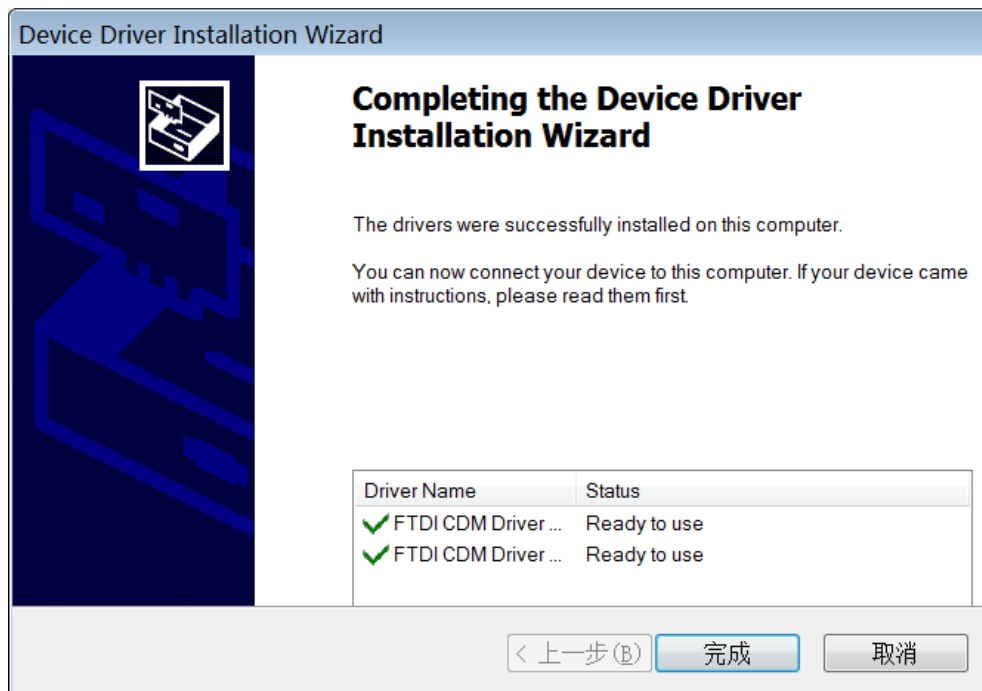 Device Driver Installation Wizard
Completing the Device Driver
Installation Wizard
The drivers were successfully installed on this computer.
You can now connect your device to this computer. If your device came
with instructions, please read them first.
Driver Name Status
FTDI CDM Driver ... Ready to use
FTDI CDM Driver ... Ready to use
< 上一步(B) 完成 取消